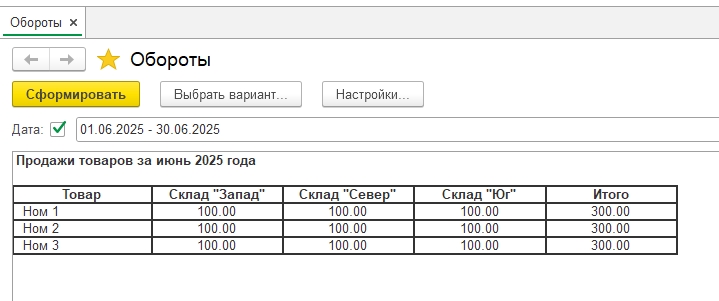 Обороты ×
Обороты
Сформировать Выбрать вариант... Настройки...
Дата: 01.06.2025 - 30.06.2025
Продажи товаров за июнь 2025 года
Товар Склад "Запад" Склад "Север" Склад "Юг" Итого
Ном 1 100.00 100.00 100.00 300.00
Ном 2 100.00 100.00 100.00 300.00
Ном 3 100.00 100.00 100.00 300.00